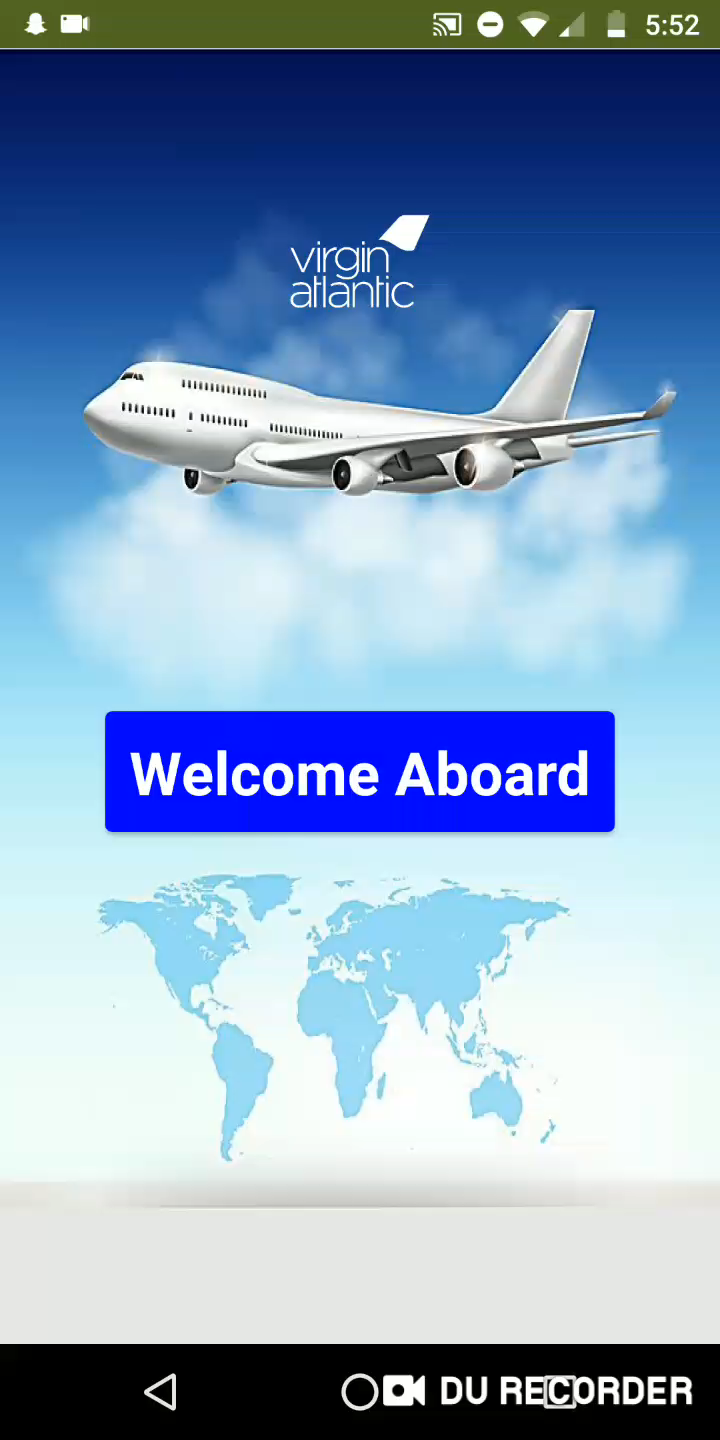 5:52
virgin
atlantic
Welcome Aboard
DU RECORDER